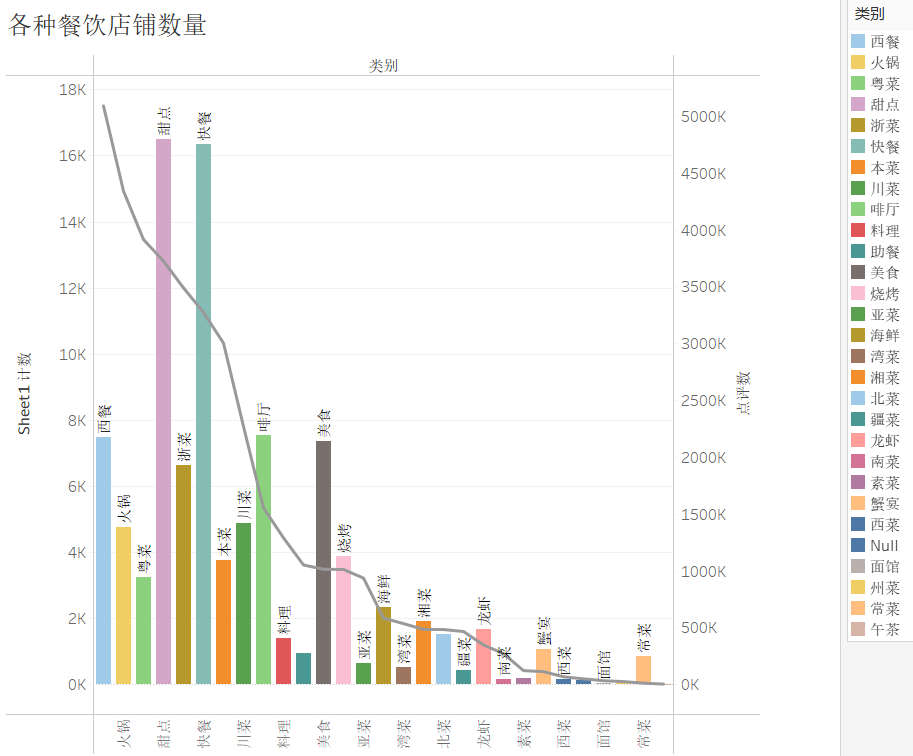 各种餐饮店铺数量
类别
18K
16K
14K
12K
10K
8K
6K
4K
2K
0K
Sheet1 计数
西餐
火锅
粤菜
甜点
浙菜
快餐
本菜
川菜
啡厅
料理
美食
烧烤
亚菜
海鲜
湾菜
湘菜
疆菜
龙虾
南菜
蟹宴
西菜
面馆
常菜
5000K
4500K
4000K
3500K
3000K
2500K
2000K
1500K
1000K
500K
0K
点评数
火锅
甜点
快餐
川菜
料理
美食
亚菜
湾菜
北菜
龙虾
素菜
西菜
面馆
常菜
类别
西餐
火锅
粤菜
甜点
浙菜
快餐
本菜
川菜
啡厅
料理
助餐
美食
烧烤
亚菜
海鲜
湾菜
湘菜
北菜
疆菜
龙虾
南菜
素菜
蟹宴
西菜
Null
面馆
州菜
常菜
午茶